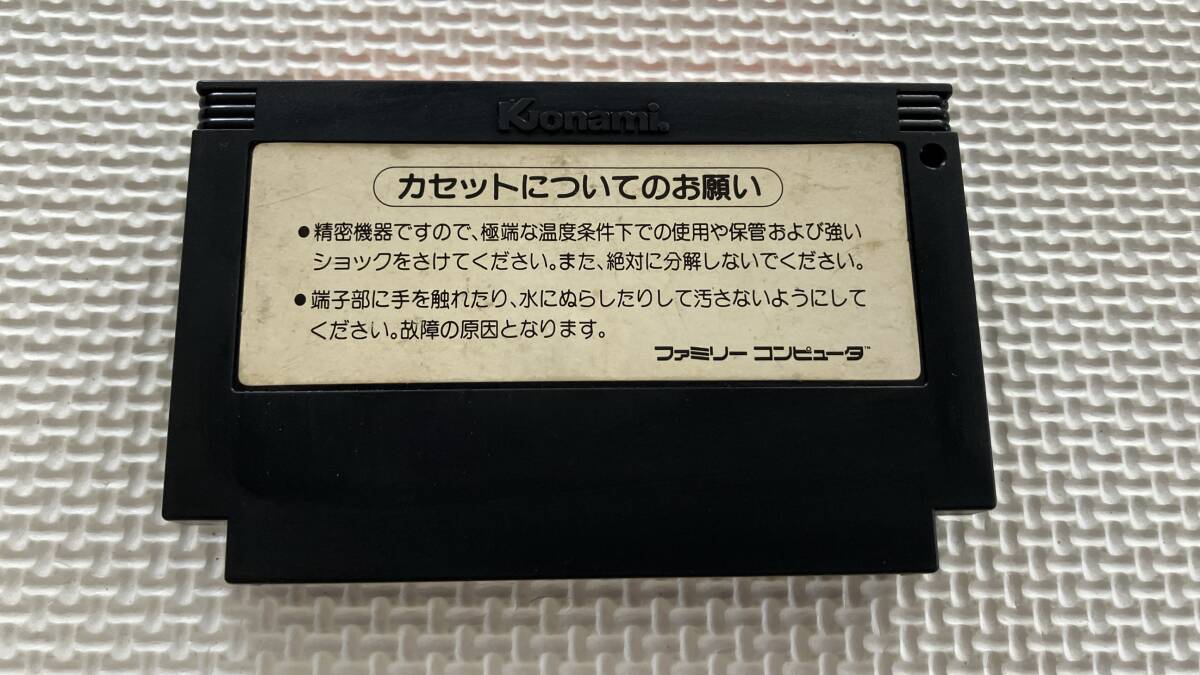 Konami.
カセットについてのお願い
●精密機器ですので、極端な温度条件下での使用や保管および強い
ショックをさけてください。また、絶対に分解しないでください。
●端子部に手を触れたり、水にぬらしたりして汚さないようにして
ください。故障の原因となります。
ファミリー コンピュータ™